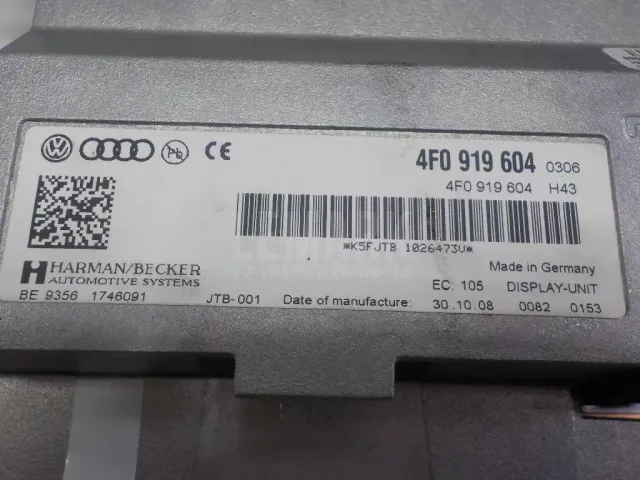 Pb CE 4F0 919 604 0306
4F0 919 604 H43
*K5FJTB 1026473V*
HARMAN/BECKER
AUTOMOTIVE SYSTEMS
Made in Germany
EC: 105 DISPLAY-UNIT
BE 9356 1746091 JTB-001 Date of manufacture: 30.10.08 0082 0153